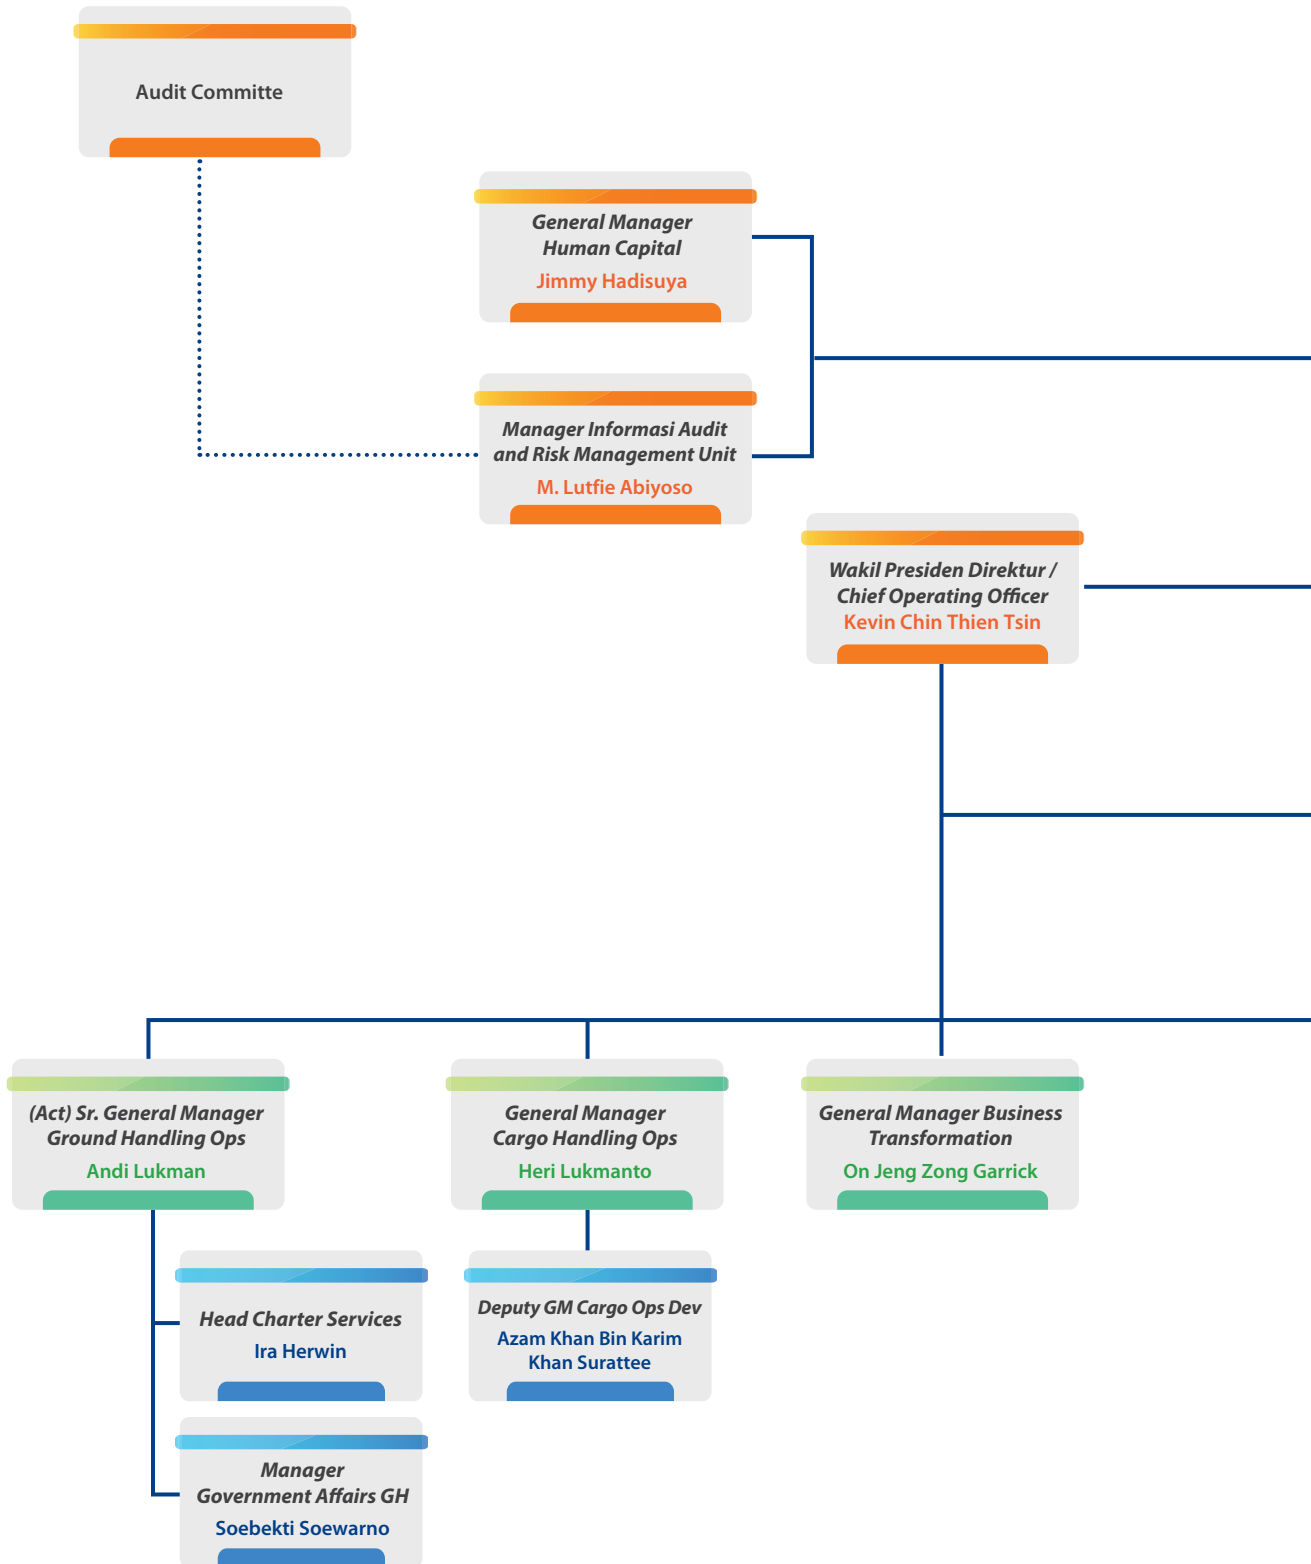 Audit Committe
General Manager
Human Capital
Jimmy Hadisuya
Manager Informasi Audit
and Risk Management Unit
M. Lutfie Abiyoso
Wakil Presiden Direktur /
Chief Operating Officer
Kevin Chin Thien Tsin
(Act) Sr. General Manager
Ground Handling Ops
Andi Lukman
General Manager
Cargo Handling Ops
Heri Lukmanto
General Manager Business
Transformation
On Jeng Zong Garrick
Head Charter Services
Ira Herwin
Deputy GM Cargo Ops Dev
Azam Khan Bin Karim
Khan Surattee
Manager
Government Affairs GH
Soebekti Soewarno